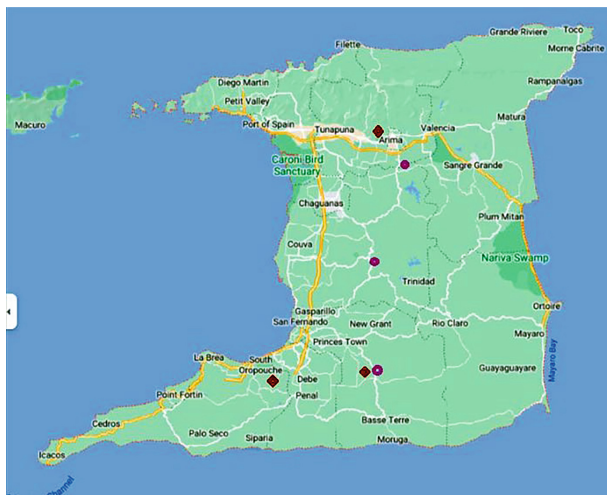 Grande Riviere
Toco
Filette
Morne Cabrite
Diego Martin
Rampanalgas
Petit Valley
Macuro
Matura
Port of Spain
Tunapuna
Valencia
Arima
Caroni Bird
Sanctuary
Sangre Grande
Chaguanas
Plum Mitan
Couva
Nariva Swamp
Trinidad
Ortoire
Gasparillo
San Fernando
New Grant
Rio Claro
Mayaro
Princes Town
Mayaro Bay
La Brea
South
Oropouche
Guayaguayare
Debe
Point Fortin
Penal
Basse Terre
Cedros
Palo Seco
Siparia
Moruga
Icacos
Channel